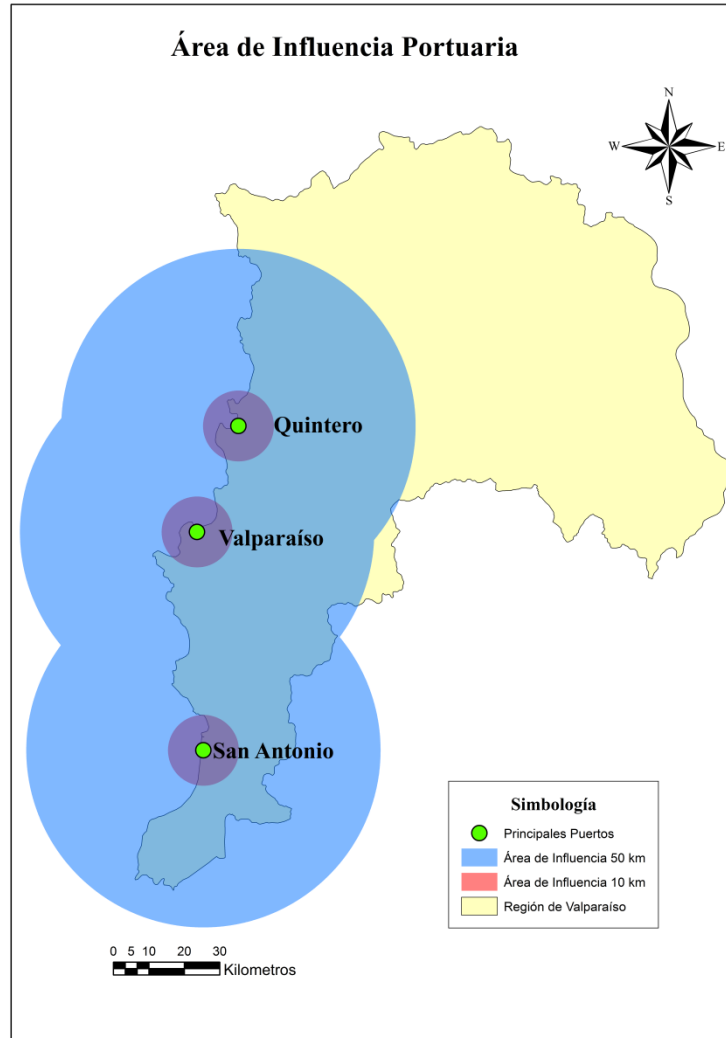 Área de Influencia Portuaria
N
W
E
S
Quintero
Valparaíso
San Antonio
Simbología
Principales Puertos
Área de Influencia 50 km
Área de Influencia 10 km
Región de Valparaíso
0 5 10 20 30
Kilometros